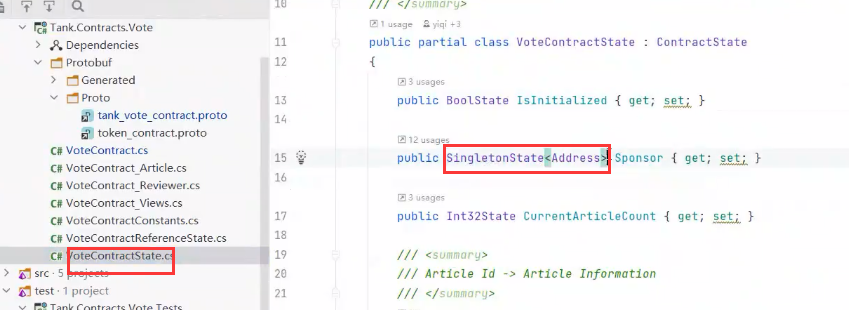 Tank.Contracts.Vote
Dependencies
Protobuf
Generated
Proto
tank_vote_contract.proto
token_contract.proto
C# VoteContract.cs
C# VoteContract_Article.cs
C# VoteContract_Reviewer.cs
C# VoteContract_Views.cs
C# VoteContractConstants.cs
C# VoteContractReferenceState.cs
C# VoteContractState.cs
src · 5 projects
test · 1 project
Tank.Contracts.Vote.Tests
10 /// </summary>
1 usage yiqi +3
11 public partial class VoteContractState : ContractState
12 {
3 usages
13 public BoolState IsInitialized { get; set; }
14
12 usages
15 public SingletonState<Address> Sponsor { get; set; }
16
3 usages
17 public Int32State CurrentArticleCount { get; set; }
18
19 /// <summary>
20 /// Article Id -> Article Information
21 /// </summary>